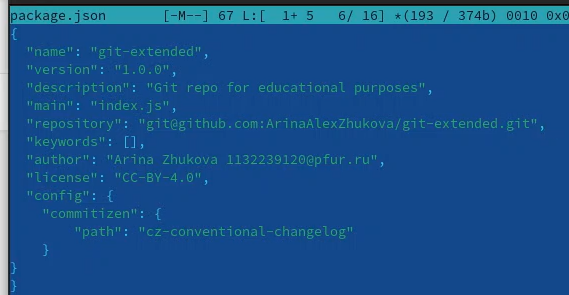 package.json [-M--] 67 L:[ 1+ 5 6/ 16] *(193 / 374b) 0010 0x0
{
"name": "git-extended",
"version": "1.0.0",
"description": "Git repo for educational purposes",
"main": "index.js",
"repository": "git@github.com:ArinaAlexZhukova/git-extended.git",
"keywords": [],
"author": "Arina Zhukova 1132239120@pfur.ru",
"license": "CC-BY-4.0",
"config": {
"commitizen": {
"path": "cz-conventional-changelog"
}
}
}